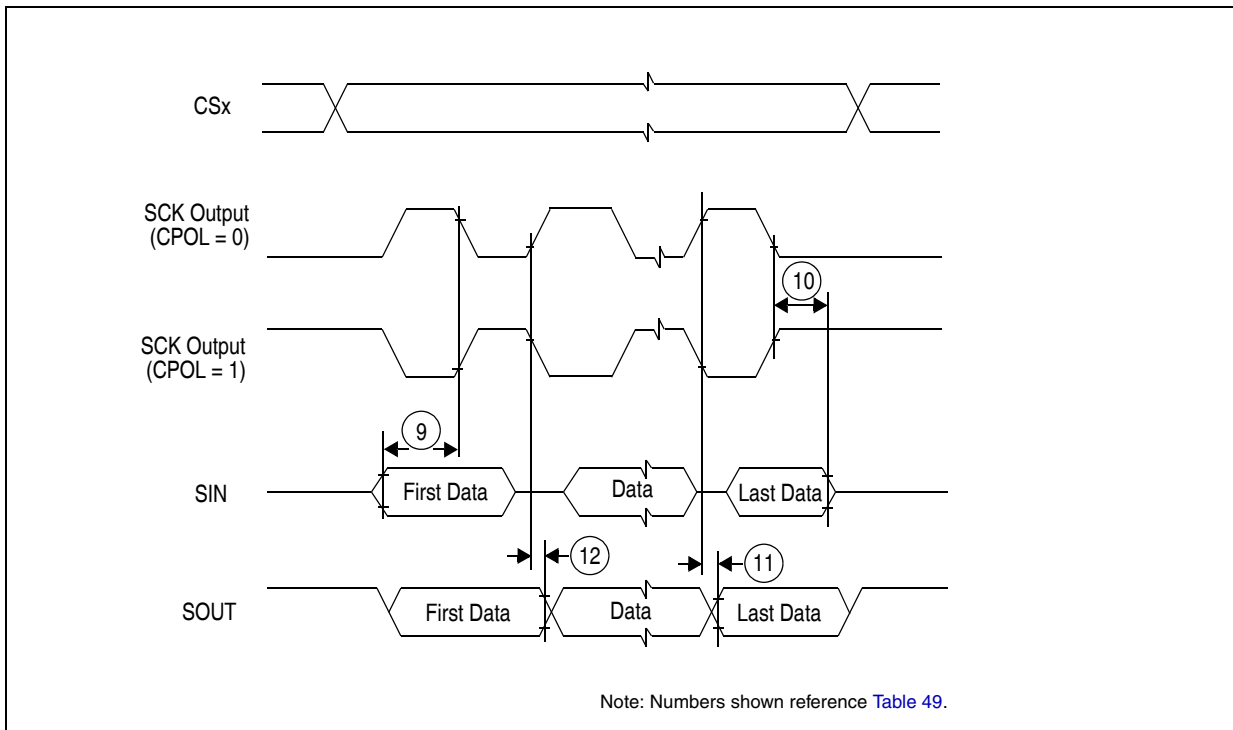 CSx
SCK Output
(CPOL = 0)
10
SCK Output
(CPOL = 1)
9
SIN
First Data
Data
Last Data
12
11
SOUT
First Data
Data
Last Data
Note: Numbers shown reference Table 49.